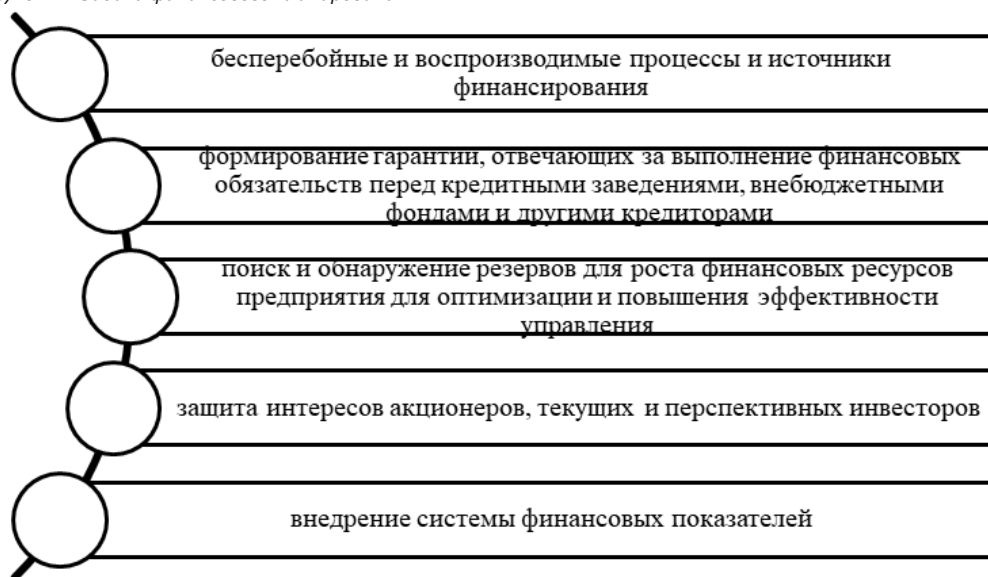 бесперебойные и воспроизводимые процессы и источники
финансирования
формирование гарантий, отвечающих за выполнение финансовых
обязательств перед кредитными заведениями, внебюджетными
фондами и другими кредиторами
поиск и обнаружение резервов для роста финансовых ресурсов
предприятия для оптимизации и повышения эффективности
управления
защита интересов акционеров, текущих и перспективных инвесторов
внедрение системы финансовых показателей